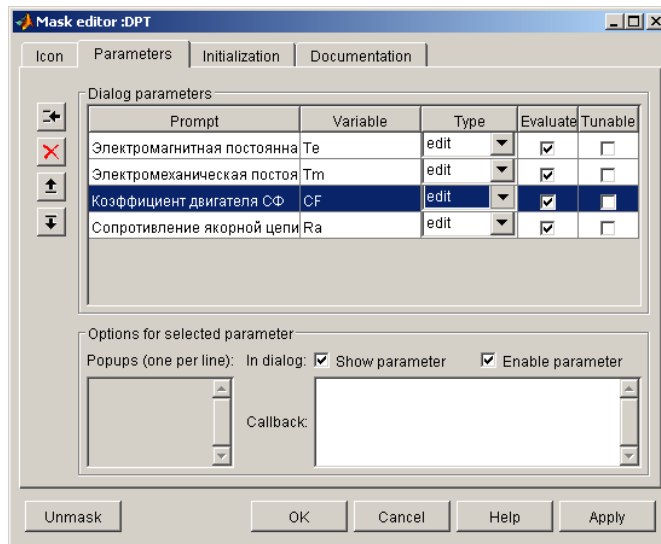 Mask editor :DPT
Icon Parameters Initialization Documentation
Dialog parameters
Prompt Variable Type Evaluate Tunable
Электромагнитная постоянна Te edit
Электромеханическая постоя Tm edit
Коэффициент двигателя СФ CF edit
Сопротивление якорной цепи Ra edit
Options for selected parameter
Popups (one per line): In dialog: Show parameter Enable parameter
Callback:
Unmask OK Cancel Help Apply